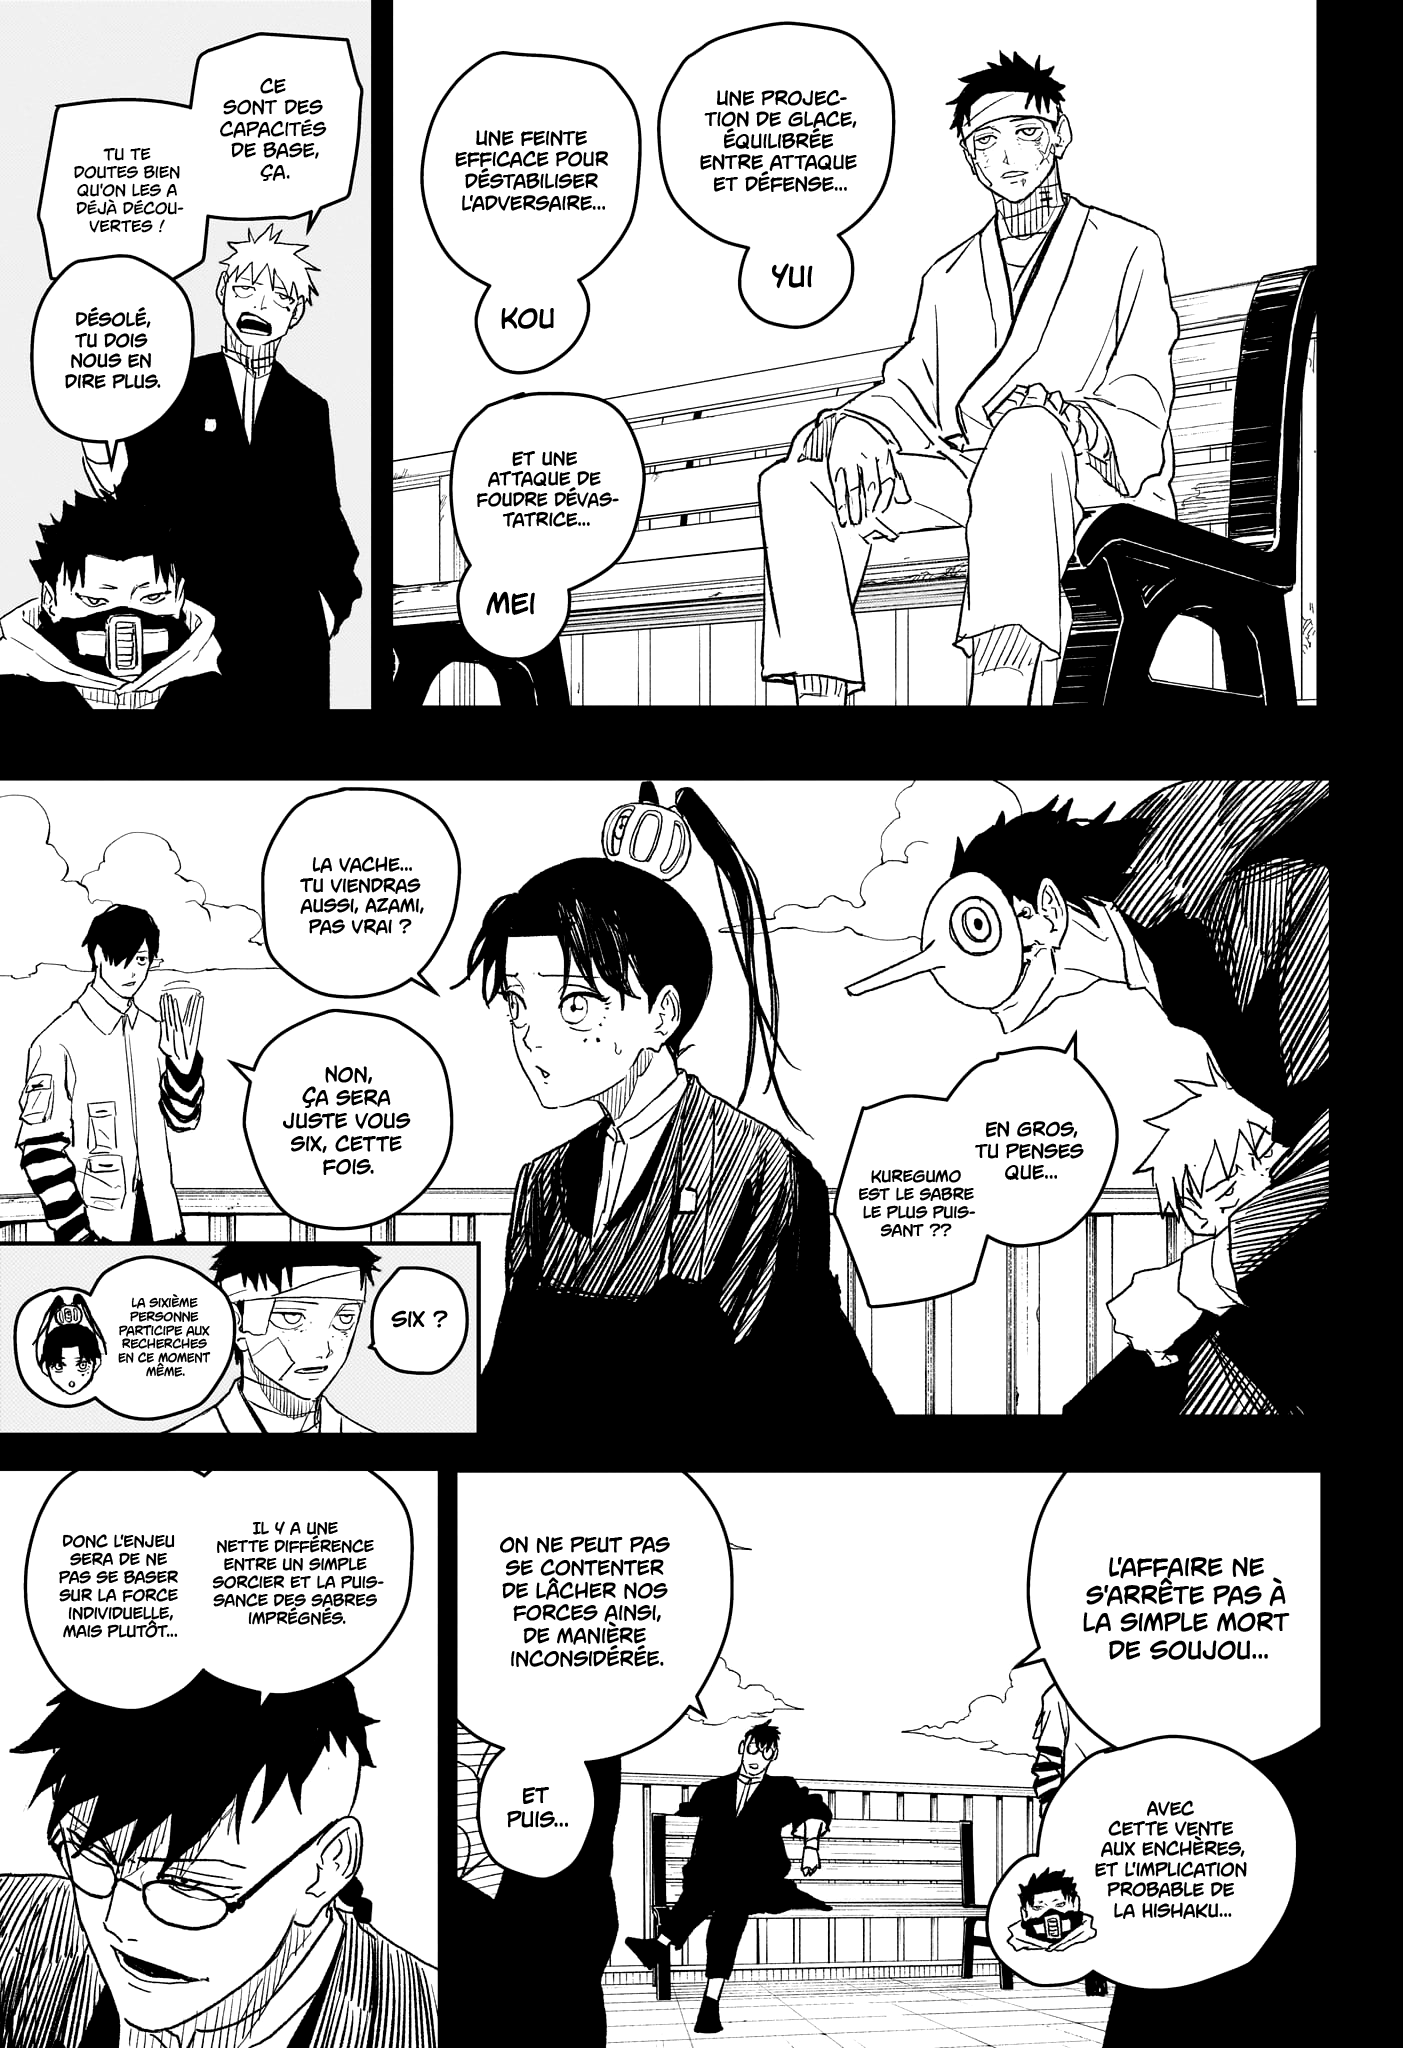 UNE PROJEC-
TION DE GLACE,
ÉQUILIBRÉE
ENTRE ATTAQUE
ET DÉFENSE...
YUI
UNE FEINTE
EFFICACE POUR
DÉSTABILISER
L'ADVERSAIRE...
KOU
ET UNE
ATTAQUE DE
FOUDRE DÉVAS-
TATRICE...
MEI
CE
SONT DES
CAPACITÉS
DE BASE,
ÇA.
TU TE
DOUTES BIEN
QU'ON LES A
DÉJÀ DÉCOU-
VERTES !
DÉSOLÉ,
TU DOIS
NOUS EN
DIRE PLUS.
EN GROS,
TU PENSES
QUE...
KUREGUMO
EST LE SABRE
LE PLUS PUIS-
SANT ??
LA VACHE...
TU VIENDRAS
AUSSI, AZAMI,
PAS VRAI ?
NON,
ÇA SERA
JUSTE VOUS
SIX, CETTE
FOIS.
SIX ?
LA SIXIÈME
PERSONNE
PARTICIPE AUX
RECHERCHES
EN CE MOMENT
MÊME.
L'AFFAIRE NE
S'ARRÊTE PAS À
LA SIMPLE MORT
DE SOUJOU...
AVEC
CETTE VENTE
AUX ENCHÈRES,
ET L'IMPLICATION
PROBABLE DE
LA HISHAKU...
ON NE PEUT PAS
SE CONTENTER
DE LÂCHER NOS
FORCES AINSI,
DE MANIÈRE
INCONSIDÉRÉE.
ET
PUIS...
IL Y A UNE
NETTE DIFFÉRENCE
ENTRE UN SIMPLE
SORCIER ET LA PUIS-
SANCE DES SABRES
IMPRÉGNÉS.
DONC L'ENJEU
SERA DE NE
PAS SE BASER
SUR LA FORCE
INDIVIDUELLE,
MAIS PLUTÔT...